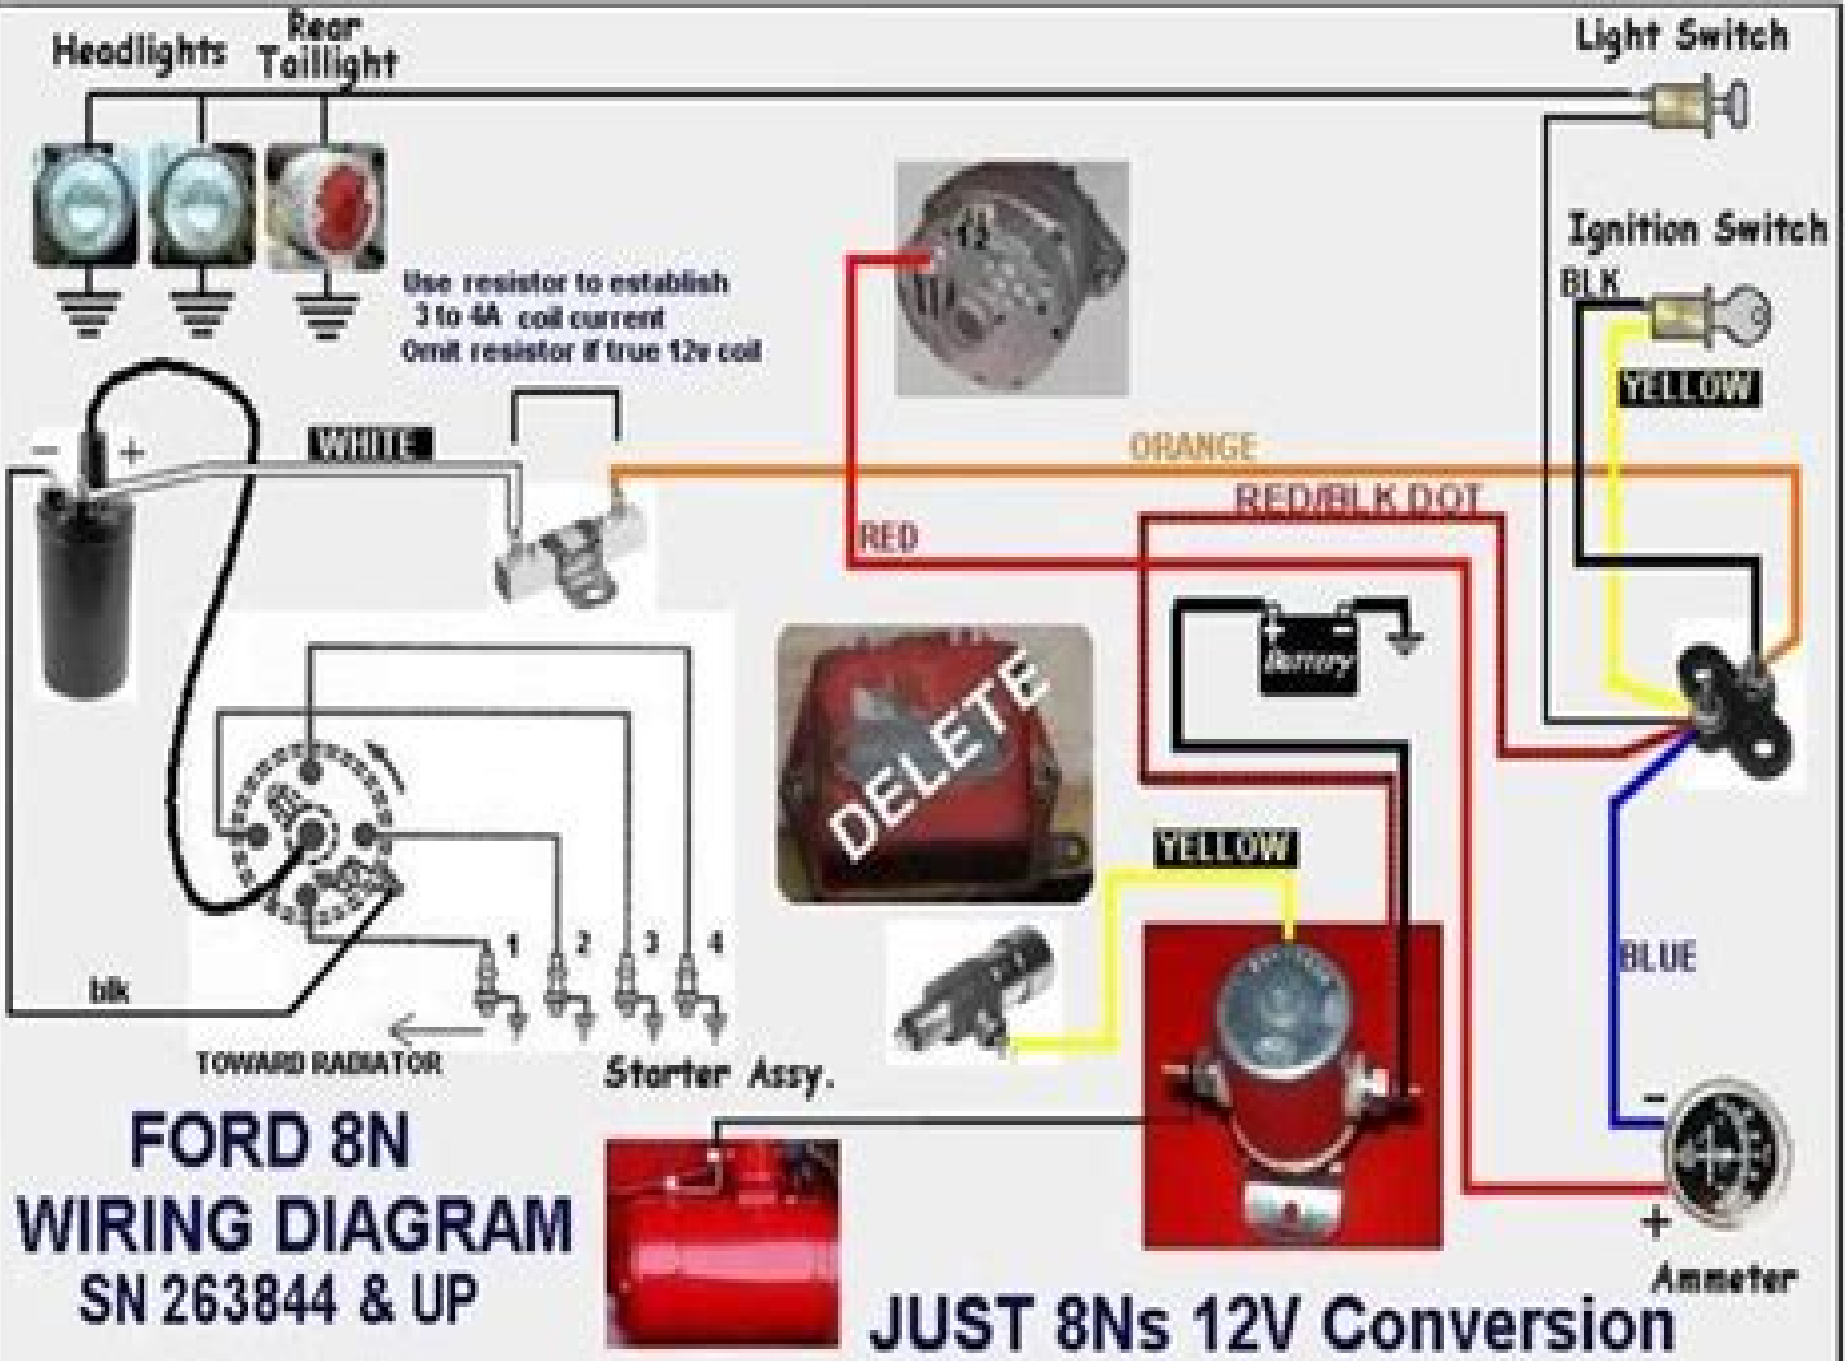 Headlights
Rear
Taillight
Light Switch
Ignition Switch
BLK
YELLOW
Use resistor to establish
3 to 4A coil current
Omit resistor if true 12v coil
12
- +
WHITE
ORANGE
RED/BLK DOT
RED
+ -
Battery
DELETE
YELLOW
BLUE
1 2 3 4
blk
TOWARD RADIATOR
Starter Assy.
-
+
Ammeter
FORD 8N
WIRING DIAGRAM
SN 263844 & UP
JUST 8Ns 12V Conversion